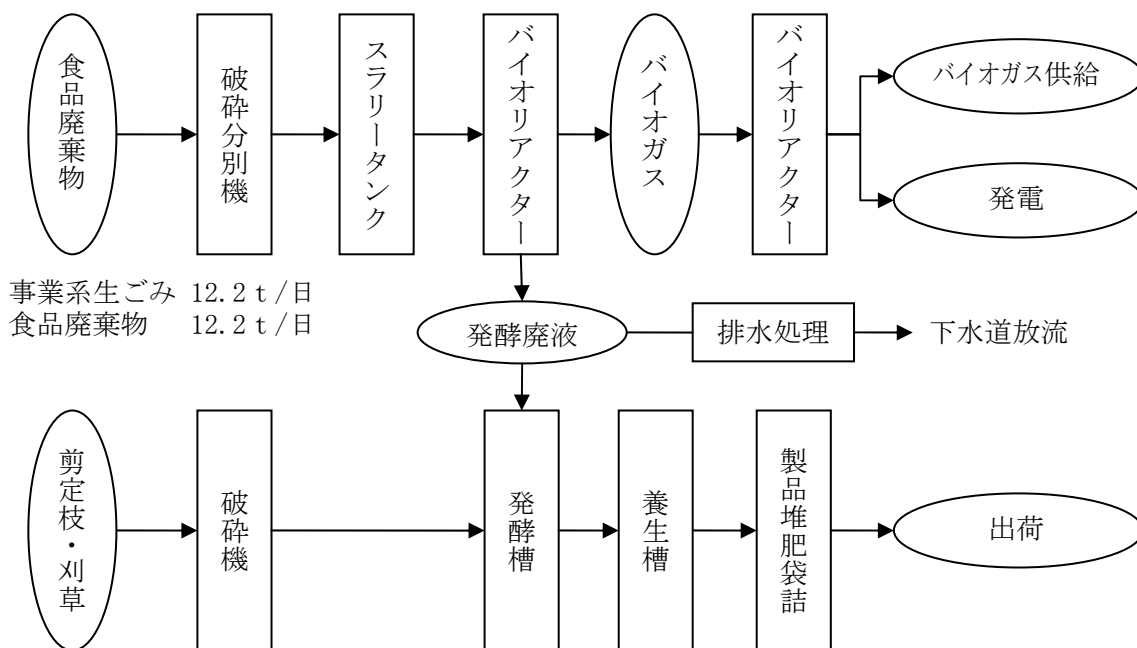 食品廃棄物
破砕分別機
スラリータンク
バイオリアクター
バイオガス
バイオリアクター
バイオガス供給
発電
事業系生ごみ 12.2 t/日
食品廃棄物 12.2 t/日
発酵廃液
排水処理
下水道放流
剪定枝・刈草
破砕機
発酵槽
養生槽
製品堆肥袋詰
出荷